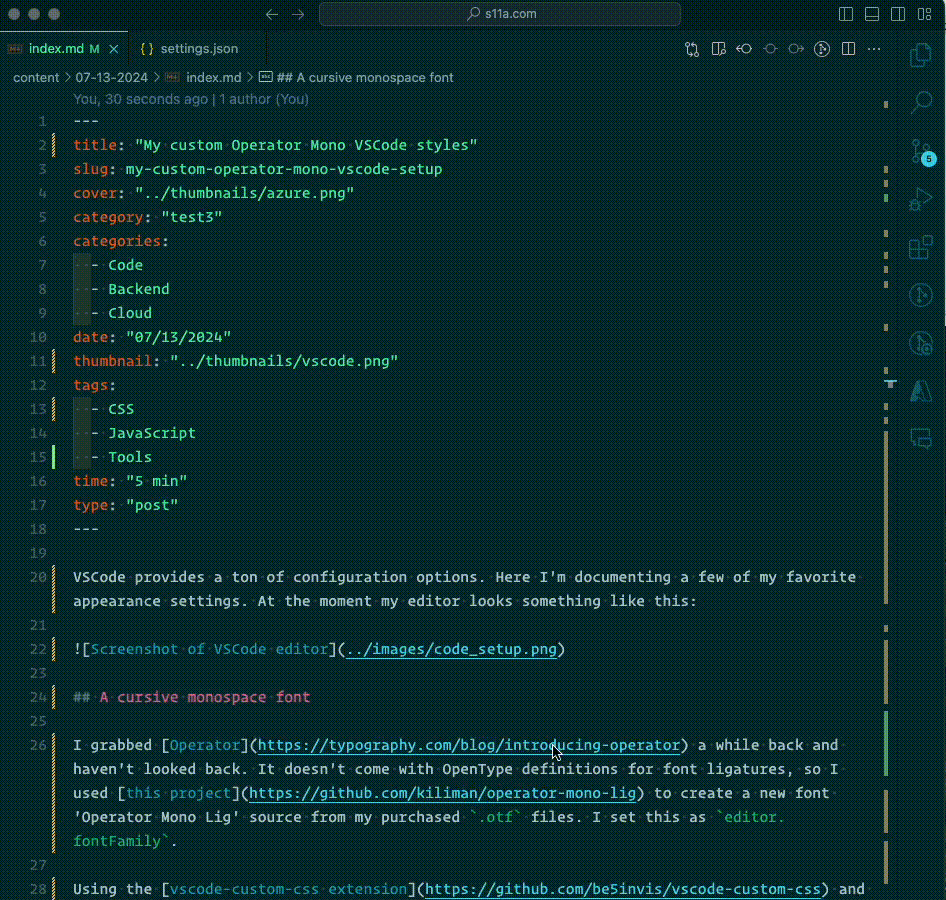 s11a.com
index.md M
{ } settings.json
content > 07-13-2024 > index.md > ## A cursive monospace font
5
You, 30 seconds ago | 1 author (You)
1 ---
2 title: "My custom Operator Mono VSCode styles"
3 slug: my-custom-operator-mono-vscode-setup
4 cover: "../thumbnails/azure.png"
5 category: "test3"
6 categories:
7 - Code
8 - Backend
9 - Cloud
10 date: "07/13/2024"
11 thumbnail: "../thumbnails/vscode.png"
12 tags:
13 - CSS
14 - JavaScript
15 - Tools
16 time: "5 min"
17 type: "post"
18 ---
19
20 VSCode provides a ton of configuration options. Here I'm documenting a few of my favorite
appearance settings. At the moment my editor looks something like this:
21
22 ![Screenshot of VSCode editor](../images/code_setup.png)
23
24 ## A cursive monospace font
25
26 I grabbed [Operator](https://typography.com/blog/introducing-operator) a while back and
haven't looked back. It doesn't come with OpenType definitions for font ligatures, so I
used [this project](https://github.com/kiliman/operator-mono-lig) to create a new font
'Operator Mono Lig' source from my purchased `.otf` files. I set this as `editor.
fontFamily`.
27
28 Using the [vscode-custom-css extension](https://github.com/be5invis/vscode-custom-css) and